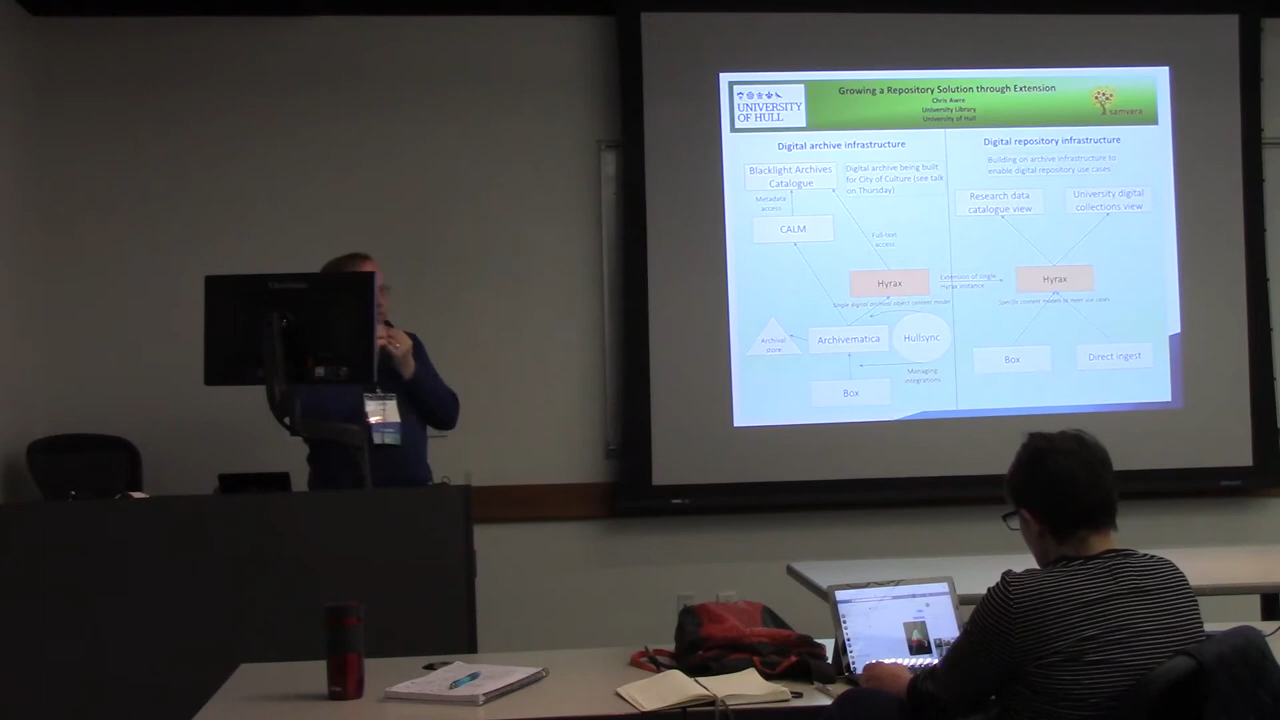 UNIVERSITY
OF HULL
Growing a Repository Solution through Extension
Chris Awre
University Library
University of Hull
samvera
Digital archive infrastructure
Blacklight Archives
Catalogue
Digital archive being built
for City of Culture (see talk
on Thursday)
Metadata
access
CALM
Full-text
access
Hyrax
Single digital archival object content model
Archival
store
Archivematica
Hullsync
Managing
integrations
Box
Extension of single
Hyrax instance
Digital repository infrastructure
Building on archive infrastructure to
enable digital repository use cases
Research data
catalogue view
University digital
collections view
Hyrax
Specific content models to meet use cases
Box
Direct ingest